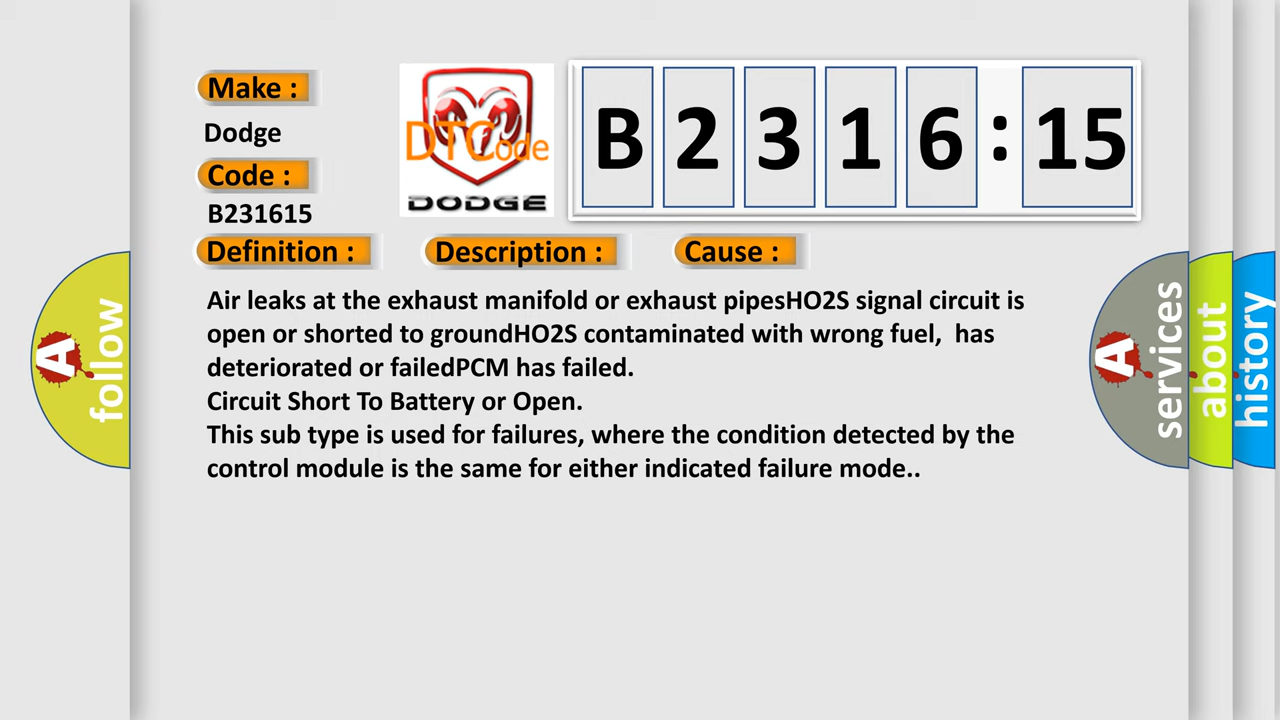 Make :
Dodge
Code :
B231615
DTCode
DODGE
B 2 3 1 6 : 15
Definition :
Description :
Cause :
Air leaks at the exhaust manifold or exhaust pipesHO2S signal circuit is
open or shorted to groundHO2S contaminated with wrong fuel,  has
deteriorated or failedPCM has failed.
Circuit Short To Battery or Open.
This sub type is used for failures, where the condition detected by the
control module is the same for either indicated failure mode..
A follow
A services
about
history